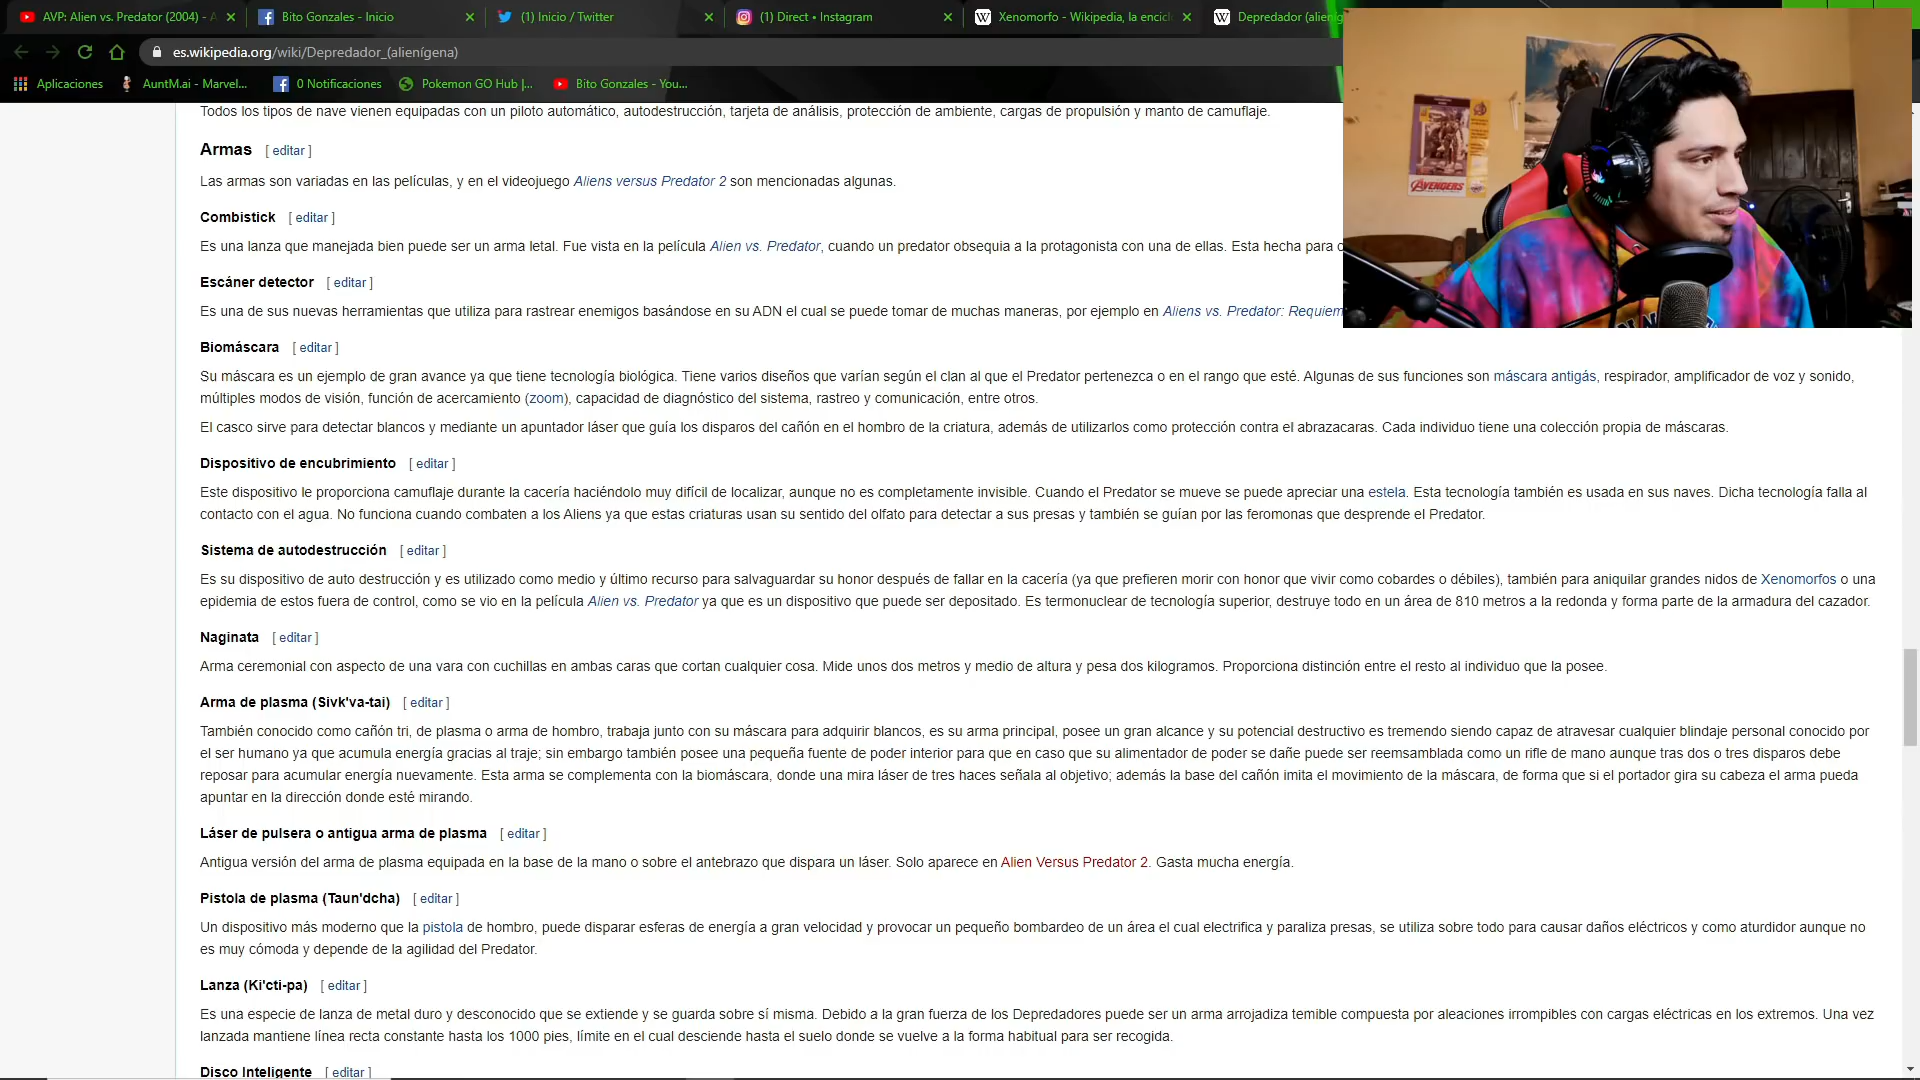 AVP: Alien vs. Predator (2004) - A
Bito Gonzales - Inicio
(1) Inicio / Twitter
(1) Direct • Instagram
Xenomorfo - Wikipedia, la encicl
Depredador (alieníg
es.wikipedia.org/wiki/Depredador_(alienígena)
Aplicaciones
AuntM.ai - Marvel...
0 Notificaciones
Pokemon GO Hub |...
Bito Gonzales - You...
AVENGERS
Todos los tipos de nave vienen equipadas con un piloto automático, autodestrucción, tarjeta de análisis, protección de ambiente, cargas de propulsión y manto de camuflaje.
Armas [ editar ]
Las armas son variadas en las películas, y en el videojuego Aliens versus Predator 2 son mencionadas algunas.
Combistick [ editar ]
Es una lanza que manejada bien puede ser un arma letal. Fue vista en la película Alien vs. Predator, cuando un predator obsequia a la protagonista con una de ellas. Esta hecha para
Escáner detector [ editar ]
Es una de sus nuevas herramientas que utiliza para rastrear enemigos basándose en su ADN el cual se puede tomar de muchas maneras, por ejemplo en Aliens vs. Predator: Requiem
Biomáscara [ editar ]
Su máscara es un ejemplo de gran avance ya que tiene tecnología biológica. Tiene varios diseños que varían según el clan al que el Predator pertenezca o en el rango que esté. Algunas de sus funciones son máscara antigás, respirador, amplificador de voz y sonido,
múltiples modos de visión, función de acercamiento (zoom), capacidad de diagnóstico del sistema, rastreo y comunicación, entre otros.
El casco sirve para detectar blancos y mediante un apuntador láser que guía los disparos del cañón en el hombro de la criatura, además de utilizarlos como protección contra el abrazacaras. Cada individuo tiene una colección propia de máscaras.
Dispositivo de encubrimiento [ editar ]
Este dispositivo le proporciona camuflaje durante la cacería haciéndolo muy difícil de localizar, aunque no es completamente invisible. Cuando el Predator se mueve se puede apreciar una estela. Esta tecnología también es usada en sus naves. Dicha tecnología falla al
contacto con el agua. No funciona cuando combaten a los Aliens ya que estas criaturas usan su sentido del olfato para detectar a sus presas y también se guían por las feromonas que desprende el Predator.
Sistema de autodestrucción [ editar ]
Es su dispositivo de auto destrucción y es utilizado como medio y último recurso para salvaguardar su honor después de fallar en la cacería (ya que prefieren morir con honor que vivir como cobardes o débiles), también para aniquilar grandes nidos de Xenomorfos o una
epidemia de estos fuera de control, como se vio en la película Alien vs. Predator ya que es un dispositivo que puede ser depositado. Es termonuclear de tecnología superior, destruye todo en un área de 810 metros a la redonda y forma parte de la armadura del cazador.
Naginata [ editar ]
Arma ceremonial con aspecto de una vara con cuchillas en ambas caras que cortan cualquier cosa. Mide unos dos metros y medio de altura y pesa dos kilogramos. Proporciona distinción entre el resto al individuo que la posee.
Arma de plasma (Sivk'va-tai) [ editar ]
También conocido como cañón tri, de plasma o arma de hombro, trabaja junto con su máscara para adquirir blancos, es su arma principal, posee un gran alcance y su potencial destructivo es tremendo siendo capaz de atravesar cualquier blindaje personal conocido por
el ser humano ya que acumula energía gracias al traje; sin embargo también posee una pequeña fuente de poder interior para que en caso que su alimentador de poder se dañe puede ser reemsamblada como un rifle de mano aunque tras dos o tres disparos debe
reposar para acumular energía nuevamente. Esta arma se complementa con la biomáscara, donde una mira láser de tres haces señala al objetivo; además la base del cañón imita el movimiento de la máscara, de forma que si el portador gira su cabeza el arma pueda
apuntar en la dirección donde esté mirando.
Láser de pulsera o antigua arma de plasma [ editar ]
Antigua versión del arma de plasma equipada en la base de la mano o sobre el antebrazo que dispara un láser. Solo aparece en Alien Versus Predator 2. Gasta mucha energía.
Pistola de plasma (Taun'dcha) [ editar ]
Un dispositivo más moderno que la pistola de hombro, puede disparar esferas de energía a gran velocidad y provocar un pequeño bombardeo de un área el cual electrifica y paraliza presas, se utiliza sobre todo para causar daños eléctricos y como aturdidor aunque no
es muy cómoda y depende de la agilidad del Predator.
Lanza (Ki'cti-pa) [ editar ]
Es una especie de lanza de metal duro y desconocido que se extiende y se guarda sobre sí misma. Debido a la gran fuerza de los Depredadores puede ser un arma arrojadiza temible compuesta por aleaciones irrompibles con cargas eléctricas en los extremos. Una vez
lanzada mantiene línea recta constante hasta los 1000 pies, límite en el cual desciende hasta el suelo donde se vuelve a la forma habitual para ser recogida.
Disco Inteligente [ editar ]